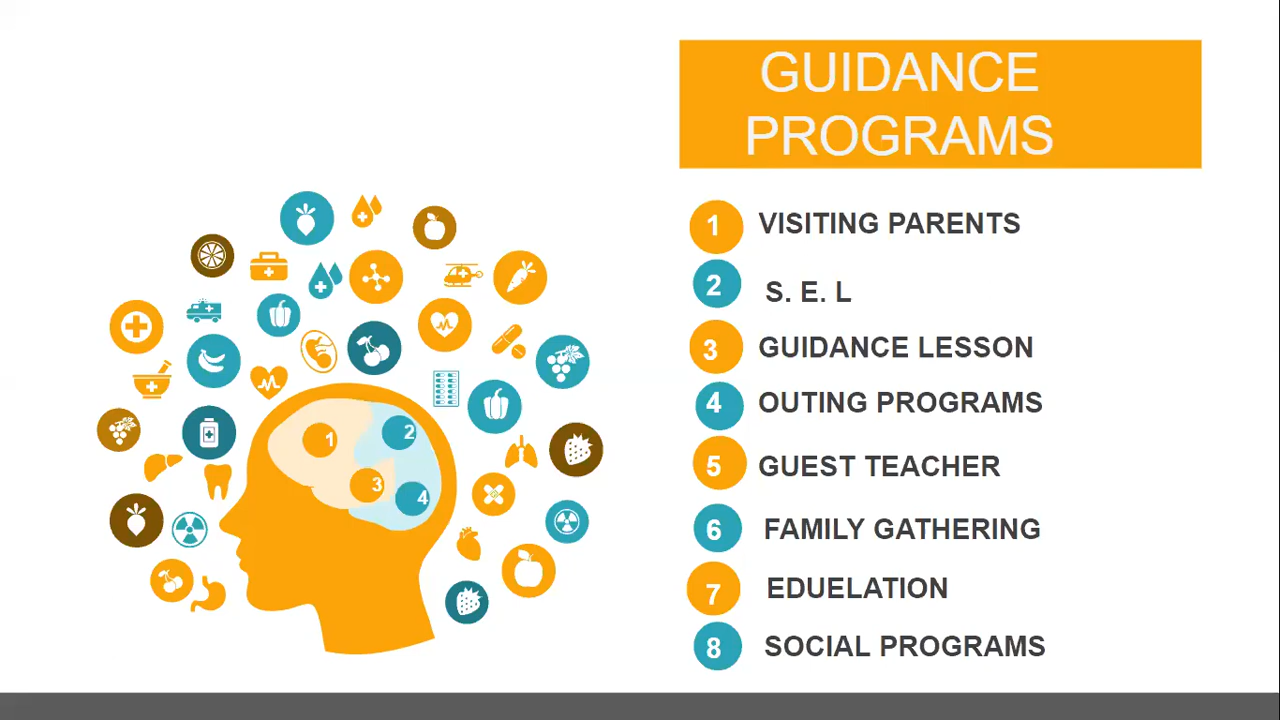 GUIDANCE
PROGRAMS
1 VISITING PARENTS
2 S. E. L
3 GUIDANCE LESSON
4 OUTING PROGRAMS
5 GUEST TEACHER
6 FAMILY GATHERING
7 EDUELATION
8 SOCIAL PROGRAMS
1
2
3
4